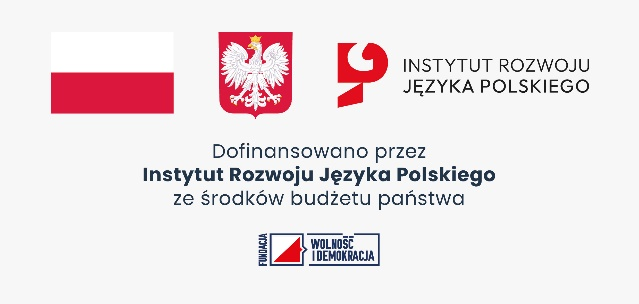 INSTYTUT ROZWOJU
JĘZYKA POLSKIEGO
Dofinansowano przez
Instytut Rozwoju Języka Polskiego
ze środków budżetu państwa
FUNDACJA
WOLNOŚĆ
I DEMOKRACJA